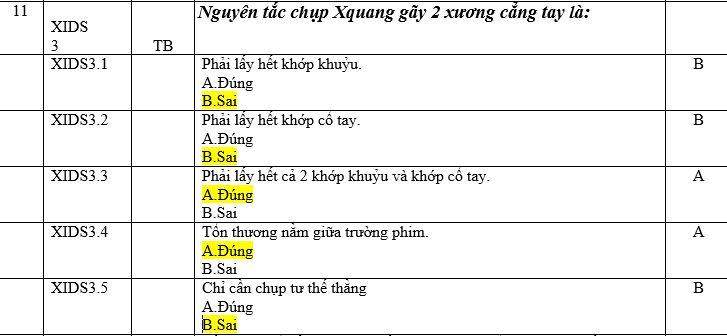 11 XIDS 3 TB Nguyên tắc chụp Xquang gãy 2 xương cẳng tay là:
XIDS3.1 Phải lấy hết khớp khuỷu. B
A.Đúng
B.Sai
XIDS3.2 Phải lấy hết khớp cổ tay. B
A.Đúng
B.Sai
XIDS3.3 Phải lấy hết cả 2 khớp khuỷu và khớp cổ tay. A
A.Đúng
B.Sai
XIDS3.4 Tổn thương nằm giữa trường phim. A
A.Đúng
B.Sai
XIDS3.5 Chỉ cần chụp tư thế thẳng B
A.Đúng
B.Sai